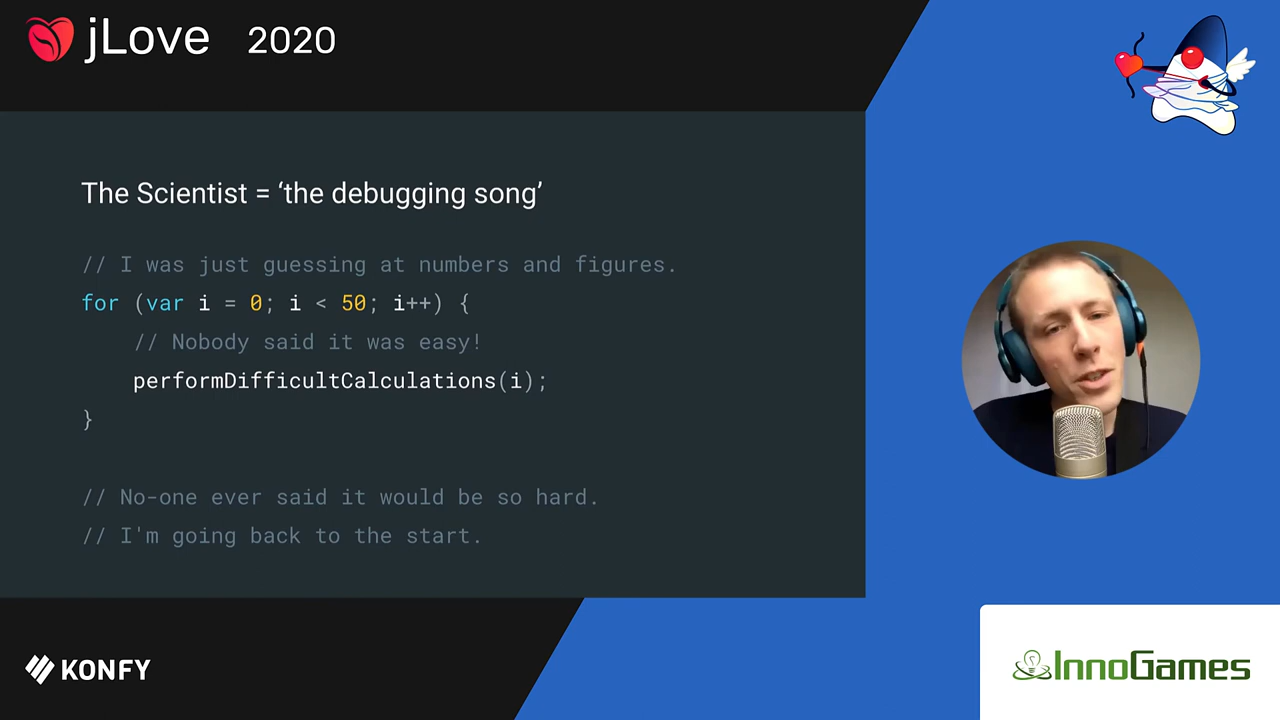 jLove 2020
The Scientist = ‘the debugging song’
// I was just guessing at numbers and figures.
for (var i = 0; i < 50; i++) {
// Nobody said it was easy!
performDifficultCalculations(i);
}
// No-one ever said it would be so hard.
// I'm going back to the start.
KONFY
InnoGames